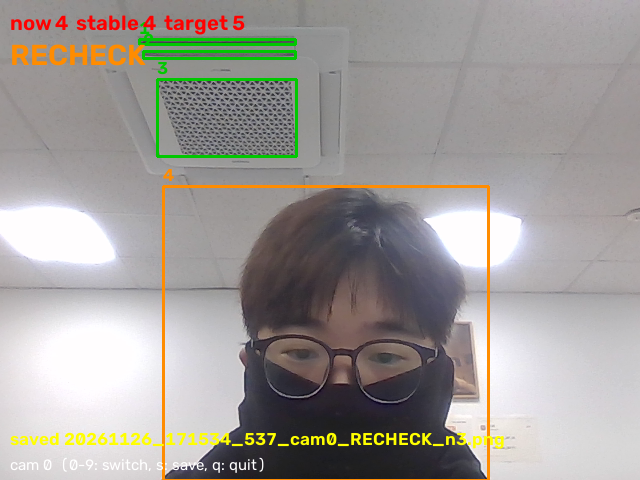 now 4 stable 4 target 5
RECHECK
3
4
saved 20261126_171534_537_cam0_RECHECK_n3.png
cam 0 (0-9: switch, s: save, q: quit)